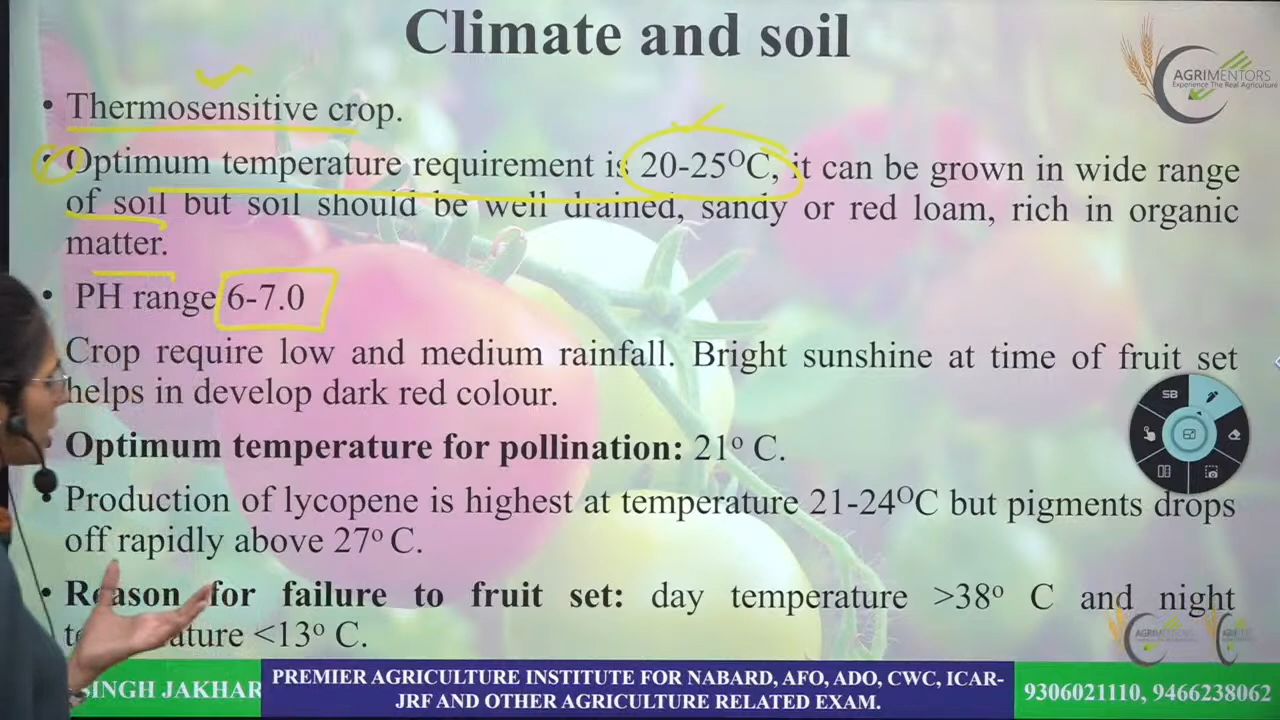 Climate and soil
AGRIMENTORS
Experience The Real Agriculture
• Thermosensitive crop.
• Optimum temperature requirement is 20-25ᴼC, it can be grown in wide range
of soil but soil should be well drained, sandy or red loam, rich in organic
matter.
• PH range 6-7.0
Crop require low and medium rainfall. Bright sunshine at time of fruit set
helps in develop dark red colour.
Optimum temperature for pollination: 21ᵒ C.
• Production of lycopene is highest at temperature 21-24ᴼC but pigments drops
off rapidly above 27ᵒ C.
• Reason for failure to fruit set: day temperature >38ᵒ C and night
<13ᵒ C.
SB
AGRIMENTORS
SINGH JAKHAR
PREMIER AGRICULTURE INSTITUTE FOR NABARD, AFO, ADO, CWC, ICAR-
JRF AND OTHER AGRICULTURE RELATED EXAM.
9306021110, 9466238062